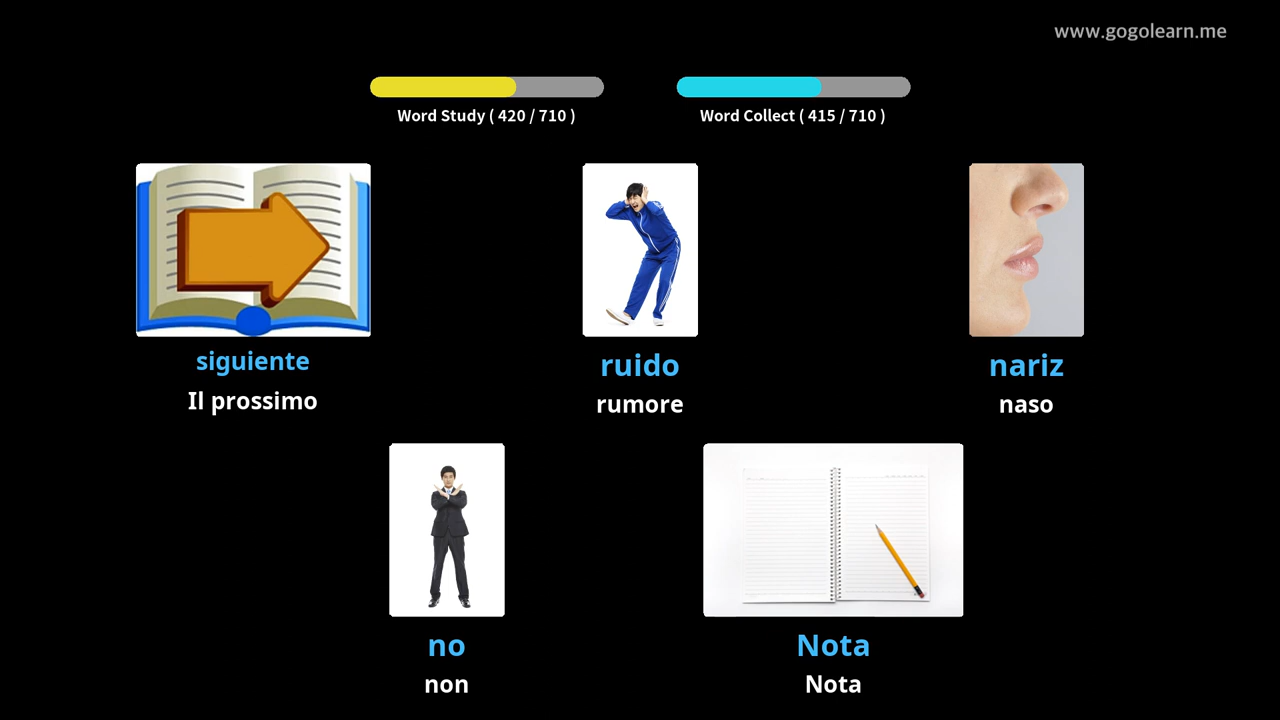 www.gogolearn.me
Word Study ( 420 / 710 )
Word Collect ( 415 / 710 )
siguiente
Il prossimo
ruido
rumore
nariz
naso
no
non
Nota
Nota